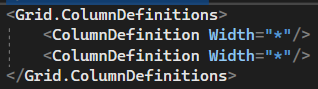 <Grid.ColumnDefinitions>
    <ColumnDefinition Width="*"/>
    <ColumnDefinition Width="*"/>
</Grid.ColumnDefinitions>